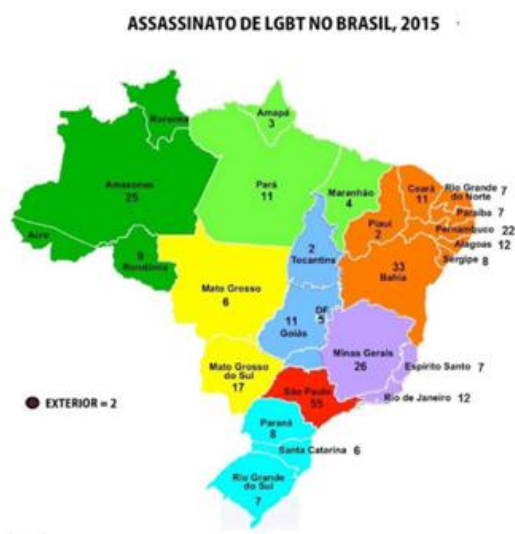 ASSASSINATO DE LGBT NO BRASIL, 2015
Roraima
Amapá
3
Amazonas
25
Pará
11
Maranhão
4
Ceará
11
Rio Grande 7
do Norte
Paraiba 7
Piauí
2
Pernambuco 22
Alagoas 12
Sergipe 8
Acre
9
Rondônia
2
Tocantins
33
Bahia
Mato Grosso
6
DF
5
11
Goiás
Minas Gerais
26
Espirito Santo 7
Mato Grosso
do Sul
17
São Paulo
55
Rio de Janeiro 12
EXTERIOR = 2
Paraná
8
Santa Catarina 6
Rio Grande
do Sul
7